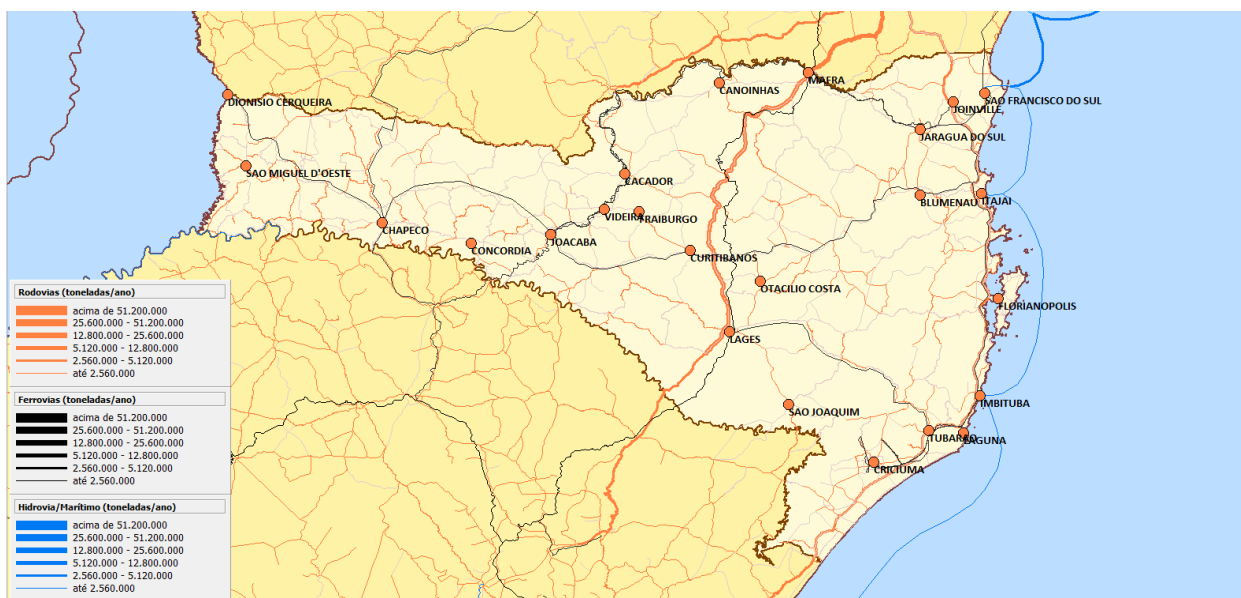 MAFRA
CANOINHAS
DIONISIO CERQUEIRA
SAO FRANCISCO DO SUL
JOINVILLE
JARAGUA DO SUL
SAO MIGUEL D'OESTE
CACADOR
BLUMENAU
ITAJAI
VIDEIRA
FRAIBURGO
CHAPECO
JOACABA
CONCORDIA
CURITIBANOS
OTACILIO COSTA
FLORIANOPOLIS
LAGES
SAO JOAQUIM
IMBITUBA
TUBARAO
LAGUNA
CRICIUMA
Rodovias (toneladas/ano)
acima de 51.200.000
25.600.000 - 51.200.000
12.800.000 - 25.600.000
5.120.000 - 12.800.000
2.560.000 - 5.120.000
até 2.560.000
Ferrovias (toneladas/ano)
acima de 51.200.000
25.600.000 - 51.200.000
12.800.000 - 25.600.000
5.120.000 - 12.800.000
2.560.000 - 5.120.000
até 2.560.000
Hidrovia/Marítimo (toneladas/ano)
acima de 51.200.000
25.600.000 - 51.200.000
12.800.000 - 25.600.000
5.120.000 - 12.800.000
2.560.000 - 5.120.000
até 2.560.000